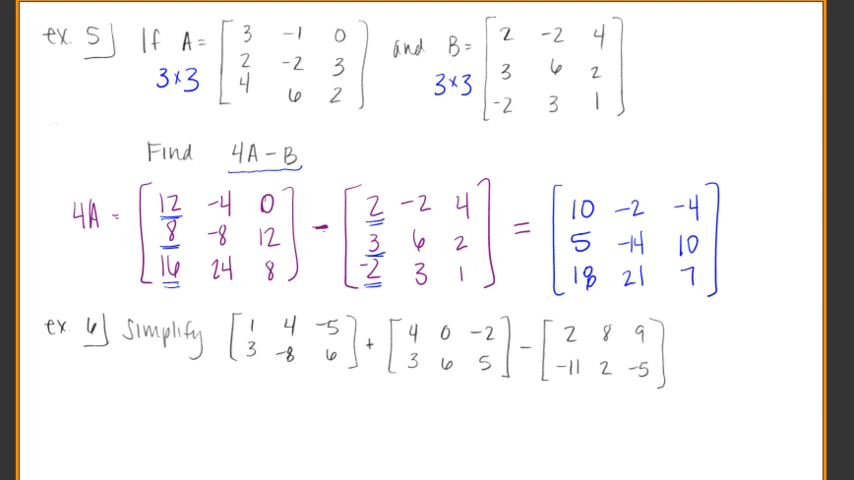 ex. 5] If A = [3 -1 0 and B = [2 -2 4
3×3 2 -2 3 3×3 3 6 2
4 6 2] -2 3 1]
Find 4A - B
4A = [12 -4 0 - [2 -2 4 = [10 -2 -4
8 -8 12 3 6 2 5 -14 10
16 24 8] -2 3 1] 18 21 7]
ex. 6] Simplify [1 4 -5 + [4 0 -2 - [2 8 9
3 -8 6] 3 6 5] -11 2 -5]